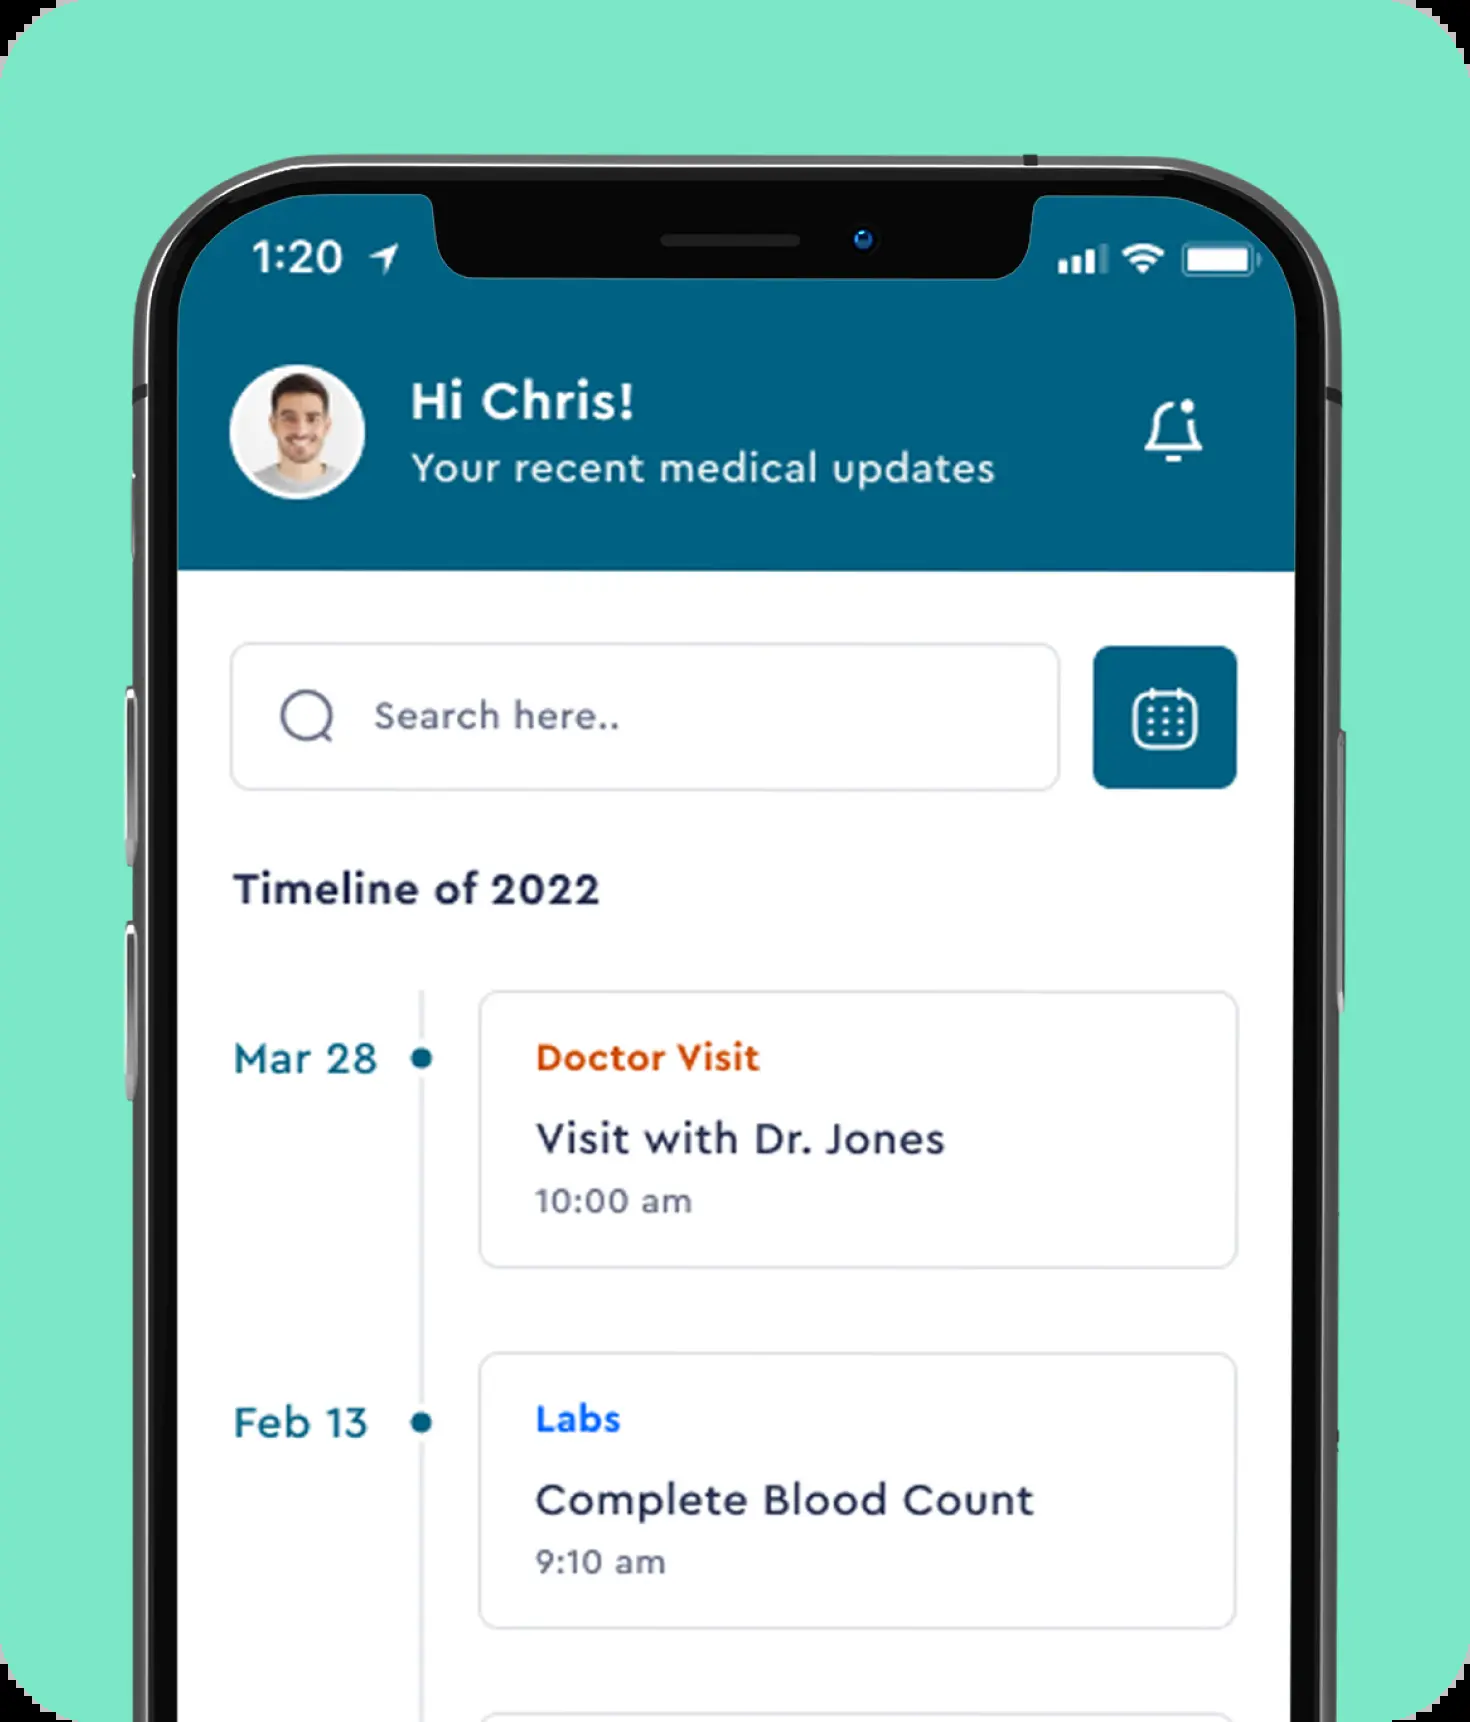 1:20
Hi Chris!
Your recent medical updates
Search here..
Timeline of 2022
Mar 28
Doctor Visit
Visit with Dr. Jones
10:00 am
Feb 13
Labs
Complete Blood Count
9:10 am